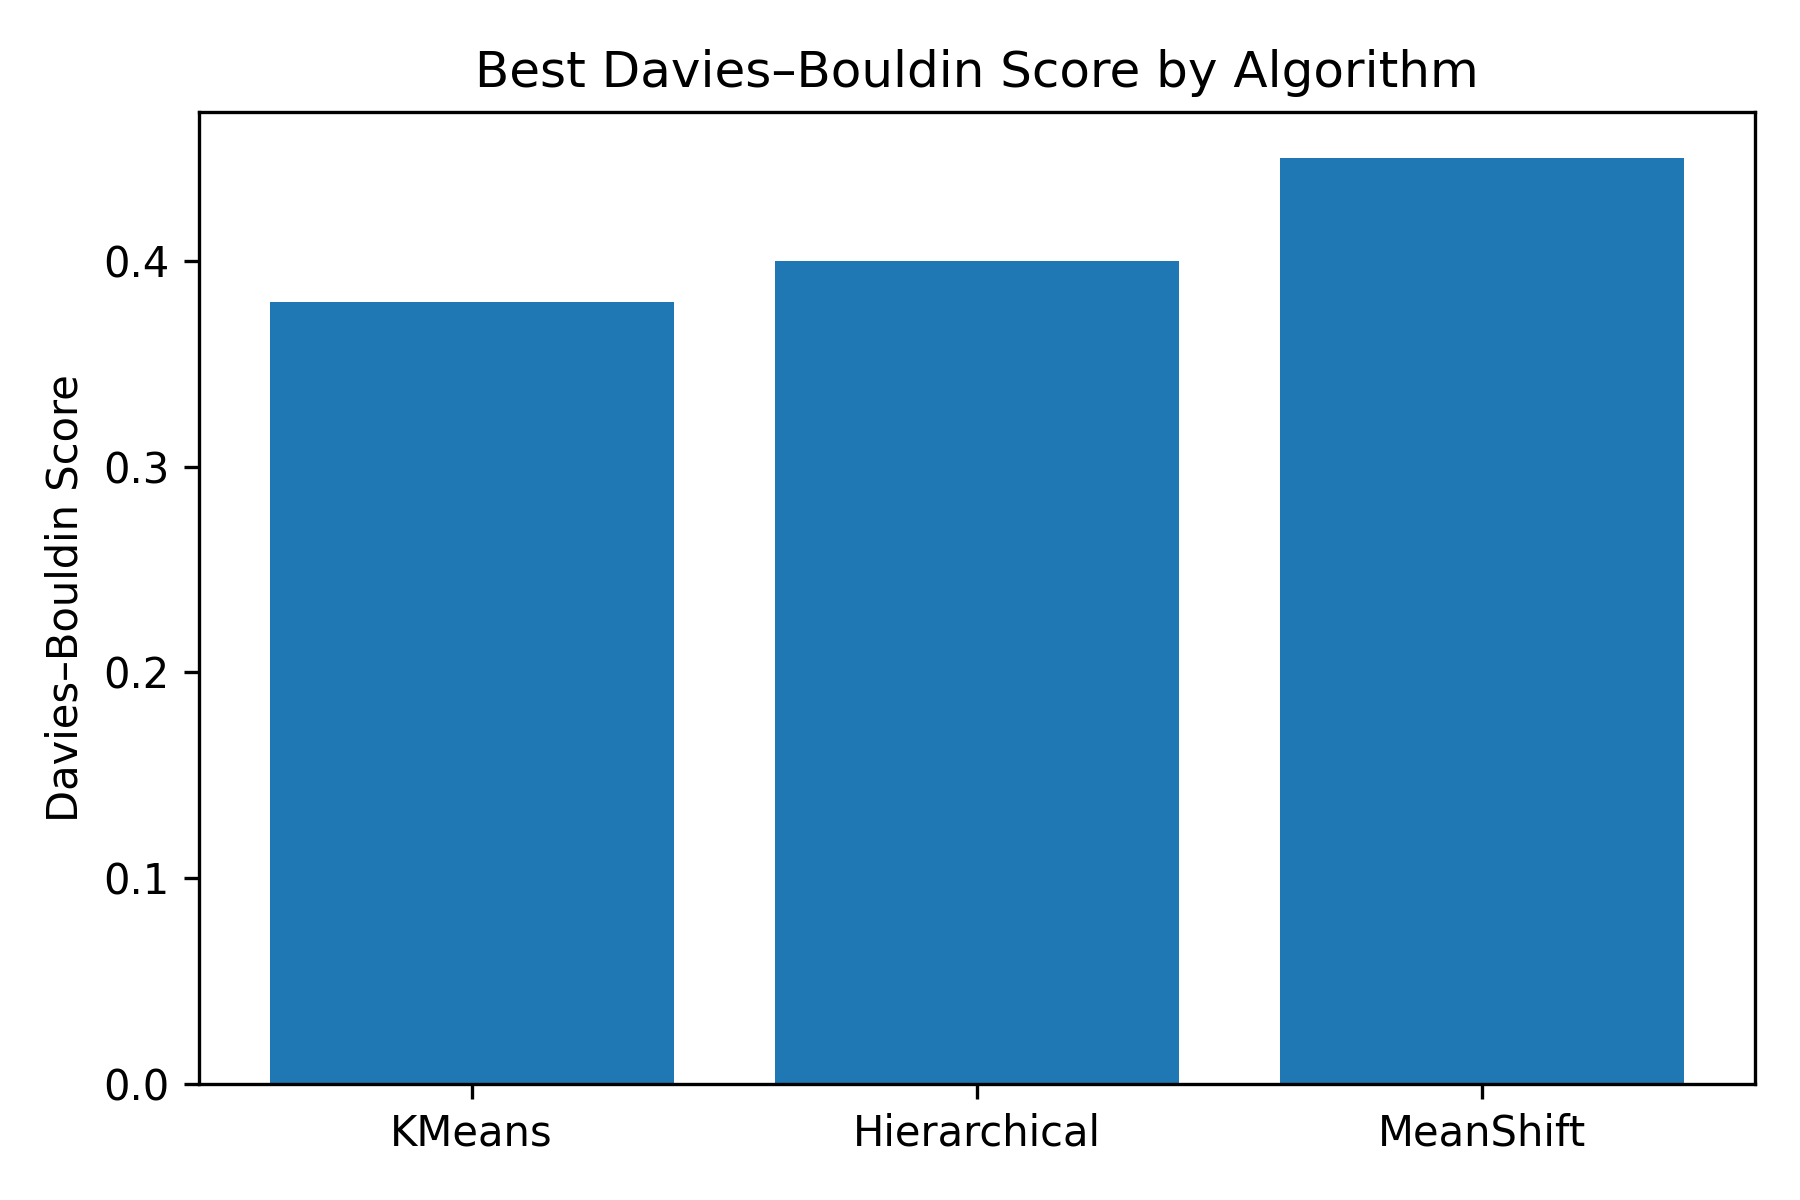 Best Davies–Bouldin Score by Algorithm
Davies–Bouldin Score
0.4
0.3
0.2
0.1
0.0
KMeans
Hierarchical
MeanShift